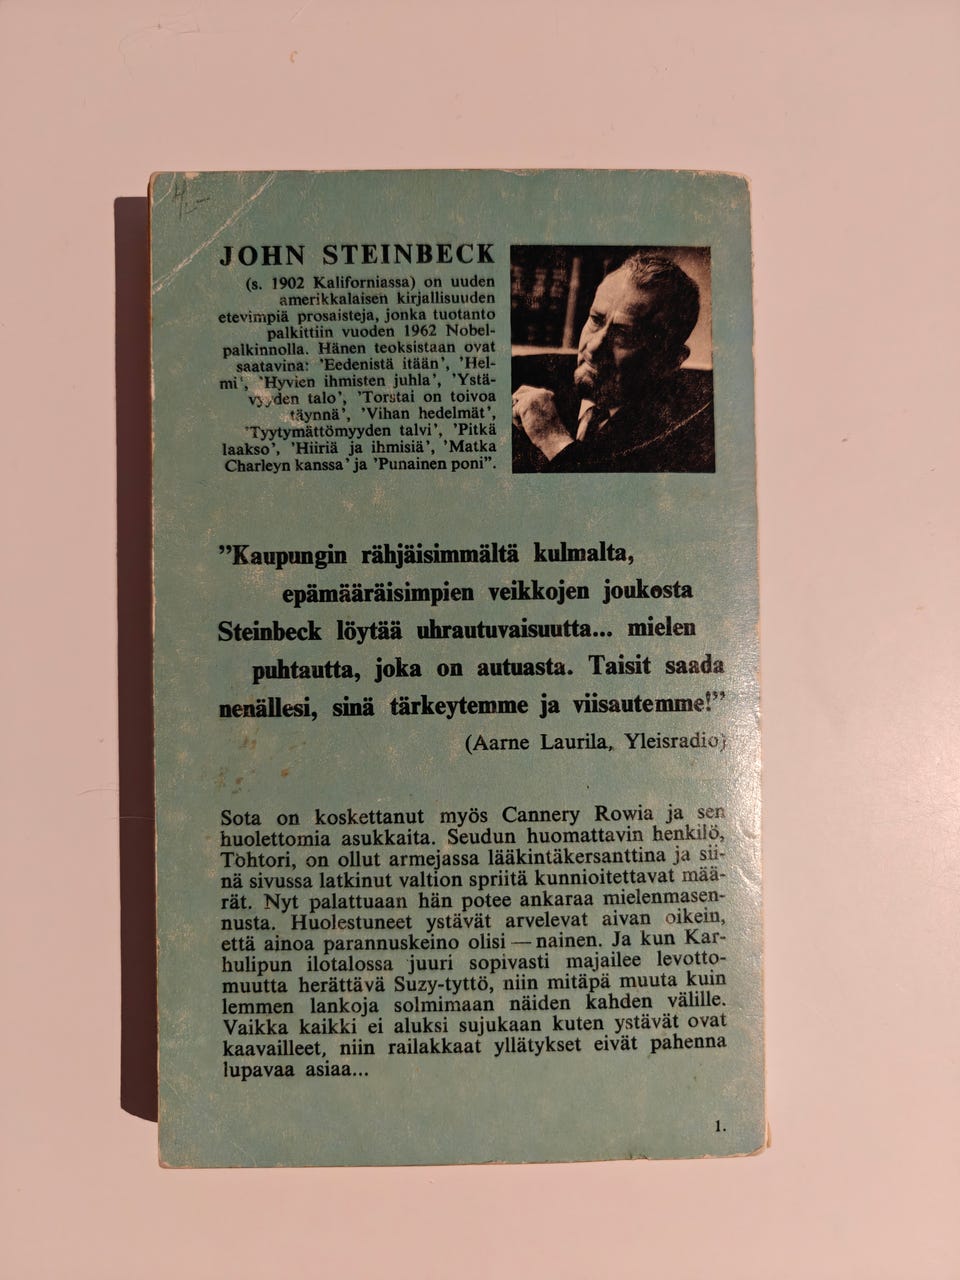 JOHN STEINBECK
(s. 1902 Kaliforniassa) on uuden
amerikkalaisen kirjallisuuden
etevimpiä prosaisteja, jonka tuotanto
palkittiin vuoden 1962 Nobel-
palkinnolla. Hänen teoksistaan ovat
saatavina: 'Eedenistä itään', 'Hel-
mi', 'Hyvien ihmisten juhla', 'Ystä-
vyyden talo', 'Torstai on toivoa
täynnä', 'Vihan hedelmät',
'Tyytymättömyyden talvi', 'Pitkä
laakso', 'Hiiriä ja ihmisiä', 'Matka
Charleyn kanssa' ja 'Punainen poni”.
”Kaupungin rähjäisimmältä kulmalta,
epämääräisimpien veikkojen joukosta
Steinbeck löytää uhrautuvaisuutta... mielen
puhtautta, joka on autuasta. Taisit saada
nenällesi, sinä tärkeytemme ja viisautemme!”
(Aarne Laurila, Yleisradio)
Sota on koskettanut myös Cannery Rowia ja sen
huolettomia asukkaita. Seudun huomattavin henkilö,
Tohtori, on ollut armejassa lääkintäkersanttina ja sii-
nä sivussa latkinut valtion spriitä kunnioitettavat mää-
rät. Nyt palattuaan hän potee ankaraa mielenmasen-
nusta. Huolestuneet ystävät arvelevat aivan oikein,
että ainoa parannuskeino olisi — nainen. Ja kun Kar-
hulipun ilotalossa juuri sopivasti majailee levotto-
muutta herättävä Suzy-tyttö, niin mitäpä muuta kuin
lemmen lankoja solmimaan näiden kahden välille.
Vaikka kaikki ei aluksi sujukaan kuten ystävät ovat
kaavailleet, niin railakkaat yllätykset eivät pahenna
lupavaa asiaa...
1.